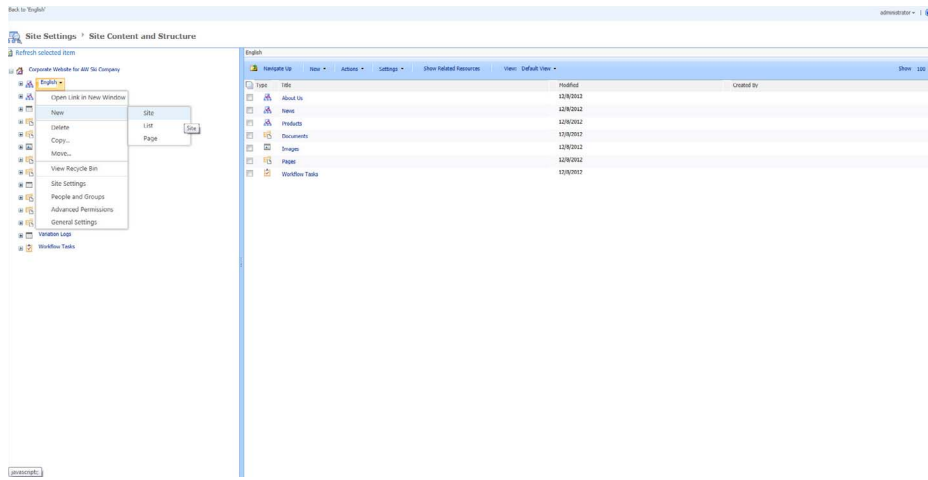 Back to 'English'
administrator
Site Settings Site Content and Structure
Refresh selected item
English
Corporate Website for AW Sic Company
Navigate Up New Actions Settings Show Related Resources View: Default View Show 100
English
Type Title Modified Created By
Open Link in New Window
About Us 12/8/2012
New
Site
News 12/8/2012
Delete
List
Site
Products 12/8/2012
Copy...
Page
Documents 12/8/2012
Move...
Images 12/8/2012
View Recycle Bin
Pages 12/8/2012
Site Settings
Workflow Tasks 12/8/2012
People and Groups
Advanced Permissions
General Settings
Variation Logs
Workflow Tasks
javascript:;